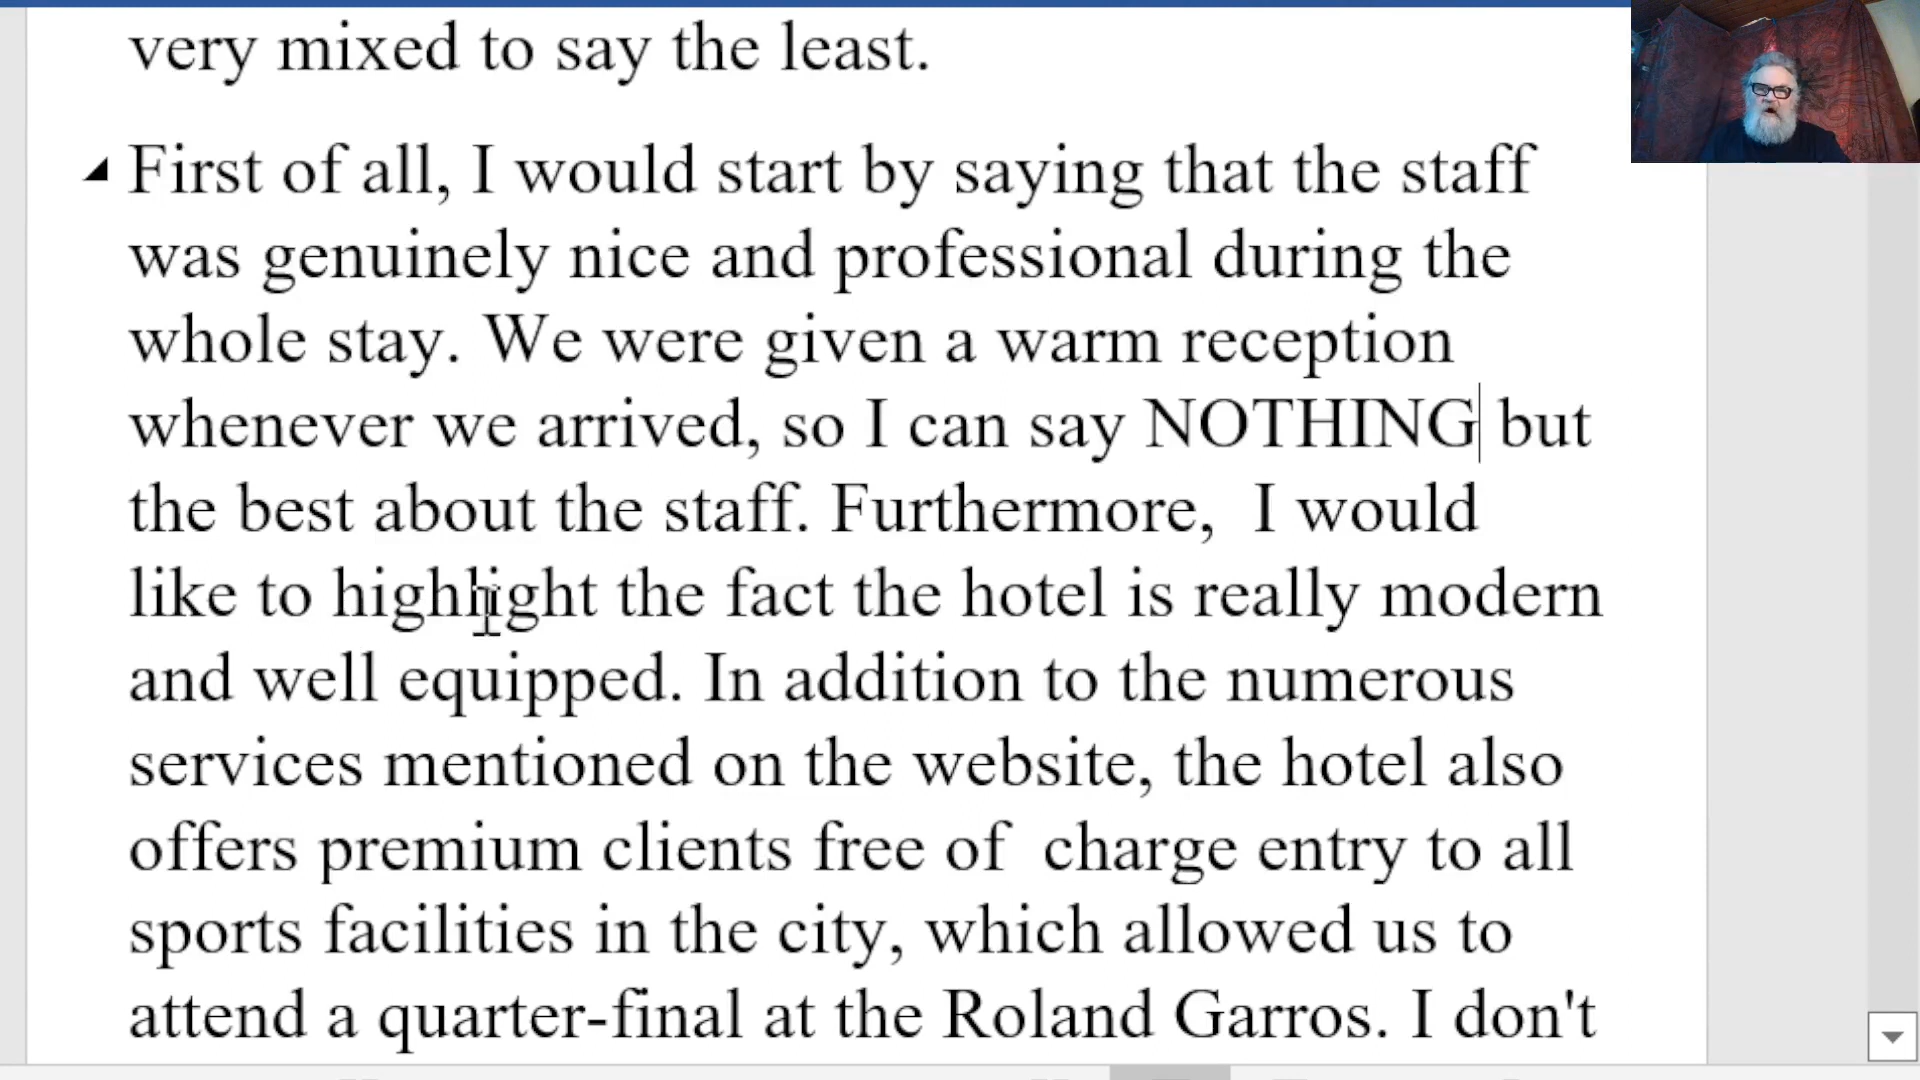 very mixed to say the least.
First of all, I would start by saying that the staff
was genuinely nice and professional during the
whole stay. We were given a warm reception
whenever we arrived, so I can say NOTHING but
the best about the staff. Furthermore,  I would
like to highlight the fact the hotel is really modern
and well equipped. In addition to the numerous
services mentioned on the website, the hotel also
offers premium clients free of  charge entry to all
sports facilities in the city, which allowed us to
attend a quarter-final at the Roland Garros. I don't